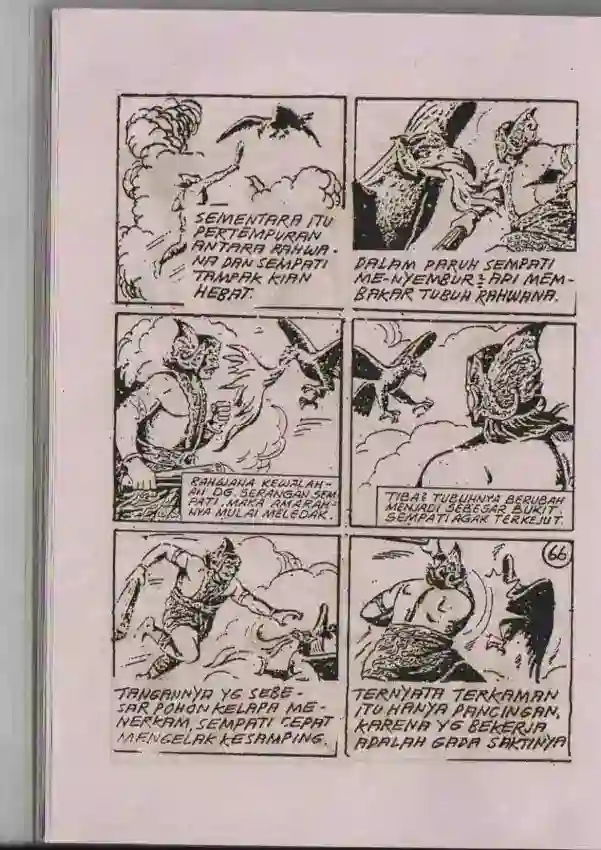 SEMENTARA ITU
PERTEMPURAN
ANTARA RAHWA-
NA DAN SEMPATI
TAMPAK KIAN
HEBAT.
DALAM PARUH SEMPATI
ME-NYEMBUR2 API MEM-
BAKAR TUBUH RAHWANA.
RAHWANA KEWALAH-
AN DG. SERANGAN SEM
PATI. MAKA AMARAH-
NYA MULAI MELEDAK.
TIBA2 TUBUHNYA BERUBAH
MENJADI SEBESAR BUKIT.
SEMPATI AGAK TERKEJUT.
TANGANNYA YG SEBE-
SAR POHON KELAPA ME-
NERKAM, SEMPATI CEPAT
MENGELAK KESAMPING.
66
TERNYATA TERKAMAN
ITU HANYA PANCINGAN,
KARENA YG BEKERJA
ADALAH GADA SAKTINYA